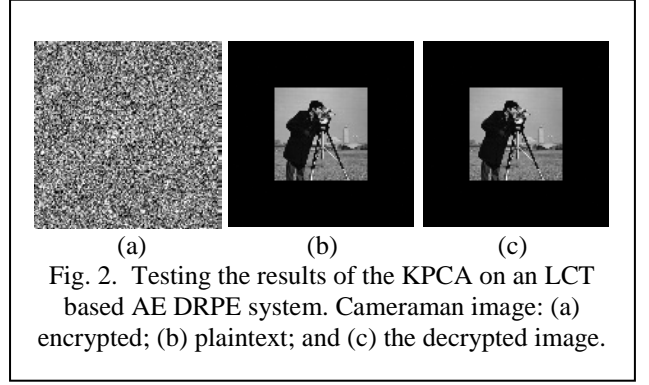 (a) (b) (c)
Fig. 2. Testing the results of the KPCA on an LCT
based AE DRPE system. Cameraman image: (a)
encrypted; (b) plaintext; and (c) the decrypted image.